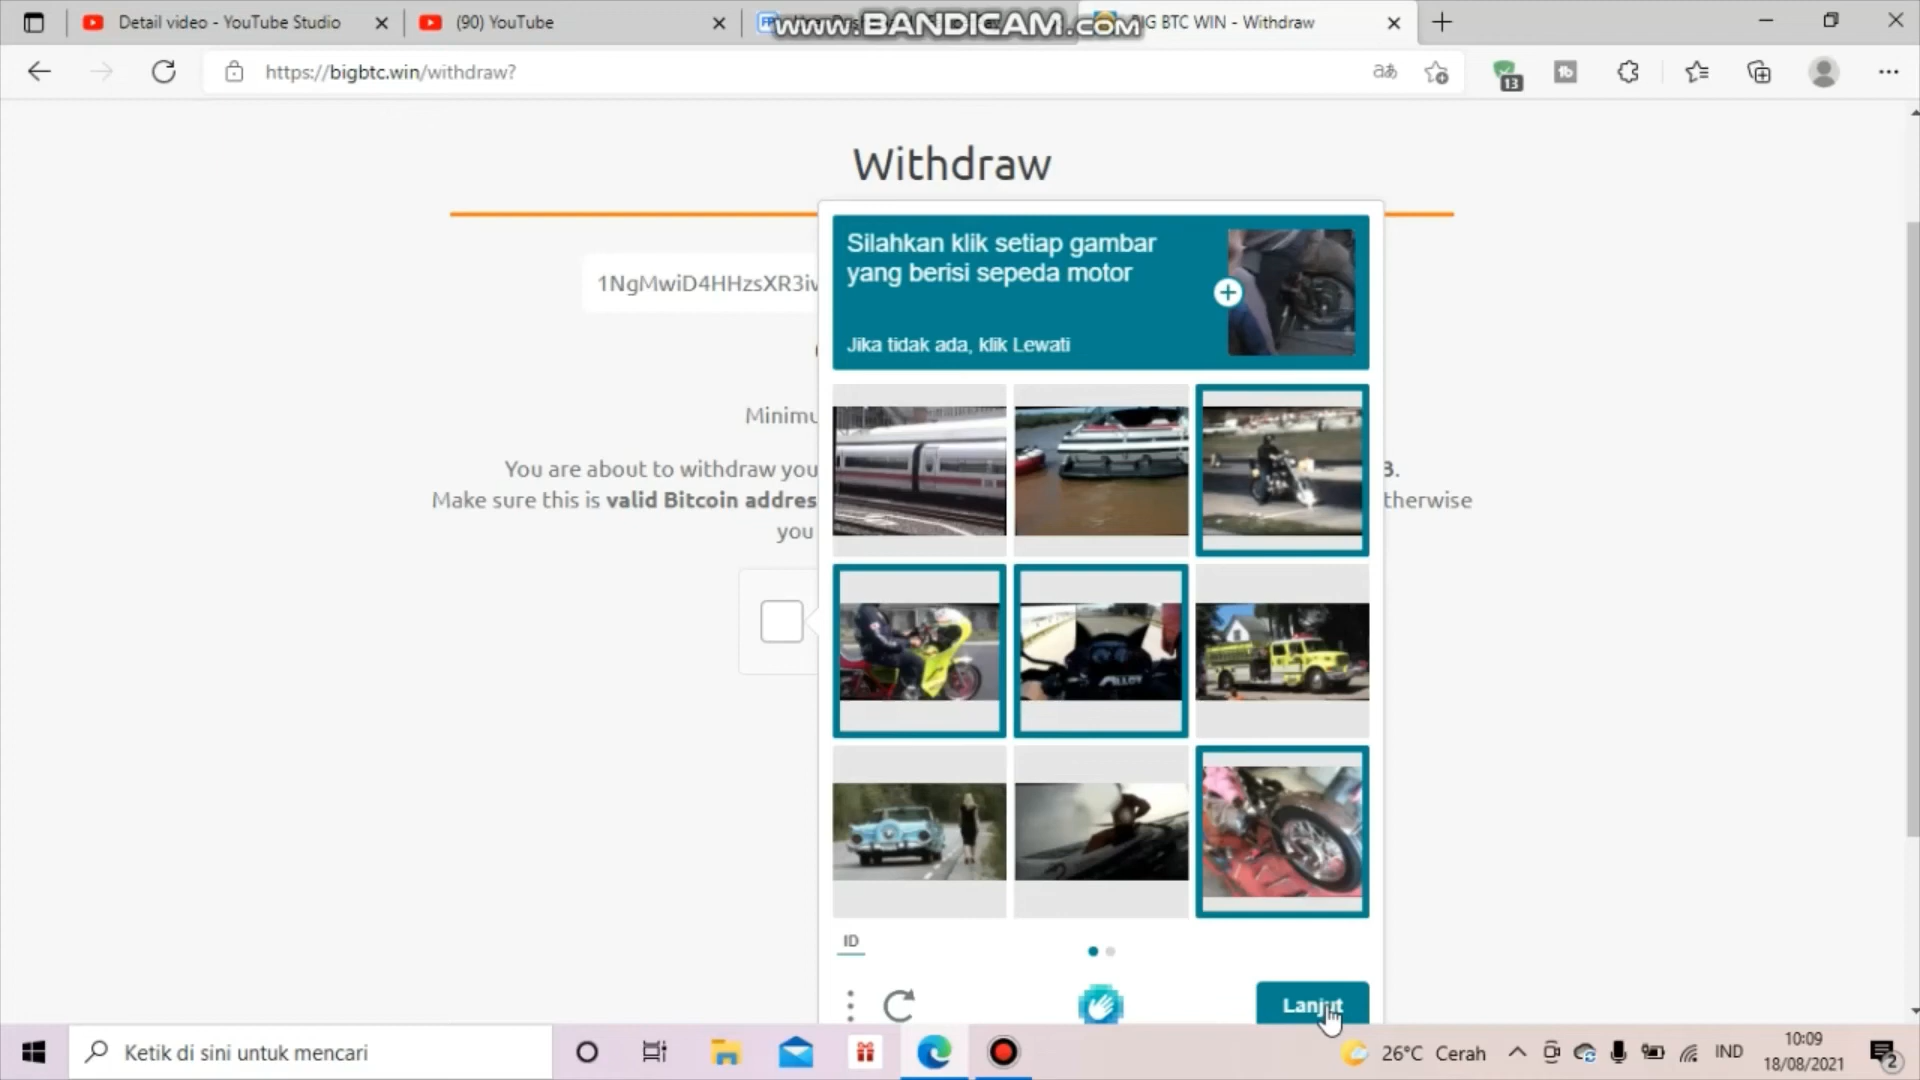 Detail video - YouTube Studio
(90) YouTube
www.BANDICAM.com
BIG BTC WIN - Withdraw
https://bigbtc.win/withdraw?
13
Withdraw
1NgMwiD4HHzsXR3iv
Silahkan klik setiap gambar
yang berisi sepeda motor
Jika tidak ada, klik Lewati
Minimu
You are about to withdraw you
3.
Make sure this is valid Bitcoin addres
therwise
you
ID
Lanjut
Ketik di sini untuk mencari
26°C Cerah
IND
10:09
18/08/2021
2